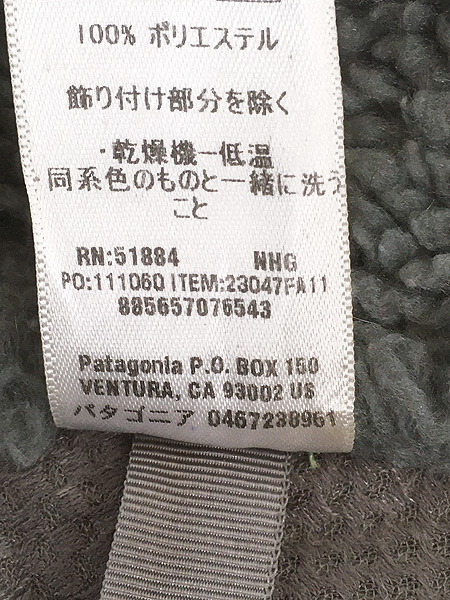 100% ポリエステル
飾り付け部分を除く
・乾燥機一低温
同系色のものと一緒に洗う
こと
RN:51884 NHG
PO:111060 ITEM:23047FA11
885657076543
Patagonia P.O. BOX 150
VENTURA, CA 93002 US
パタゴニア 0467238961